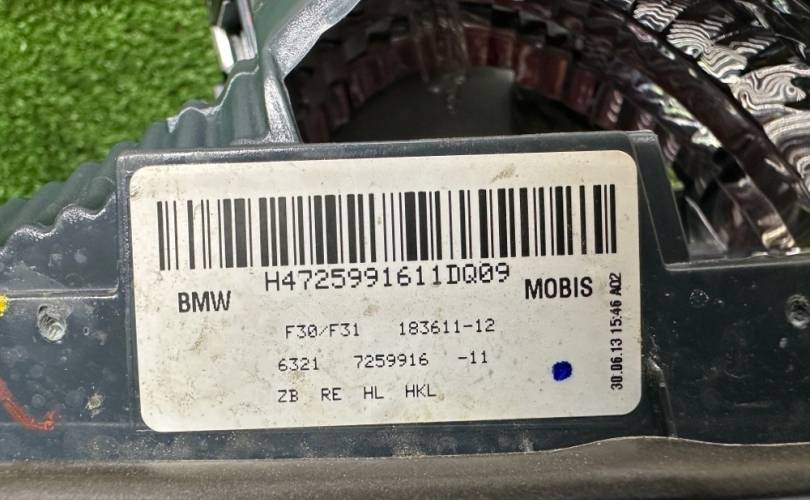 H4725991611DQ09
BMW MOBIS
F30/F31 183611-12
6321 7259916 -11
ZB RE HL HKL
30.06.13 15:46 A02